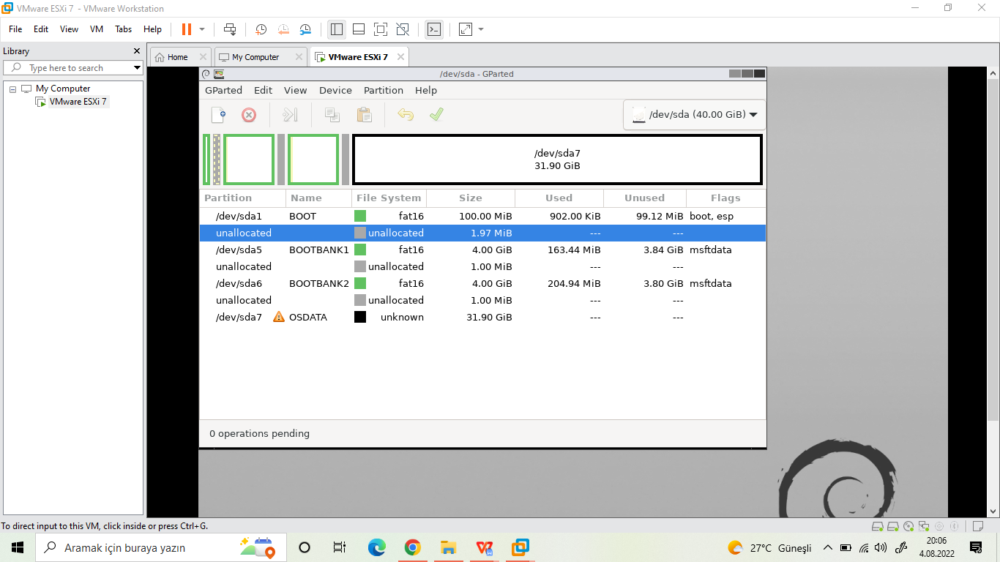 VMware ESXi 7 - VMware Workstation
File Edit View VM Tabs Help
Library
Type here to search
My Computer
VMware ESXi 7
Home My Computer VMware ESXi 7
/dev/sda - GParted
GParted Edit View Device Partition Help
/dev/sda (40.00 GiB)
/dev/sda7
31.90 GiB
Partition Name File System Size Used Unused Flags
/dev/sda1 BOOT fat16 100.00 MiB 902.00 KiB 99.12 MiB boot, esp
unallocated unallocated 1.97 MiB --- ---
/dev/sda5 BOOTBANK1 fat16 4.00 GiB 163.44 MiB 3.84 GiB msftdata
unallocated unallocated 1.00 MiB --- ---
/dev/sda6 BOOTBANK2 fat16 4.00 GiB 204.94 MiB 3.80 GiB msftdata
unallocated unallocated 1.00 MiB --- ---
/dev/sda7 OSDATA unknown 31.90 GiB --- ---
0 operations pending
To direct input to this VM, click inside or press Ctrl+G.
Aramak için buraya yazın
27°C Güneşli
20:06
4.08.2022